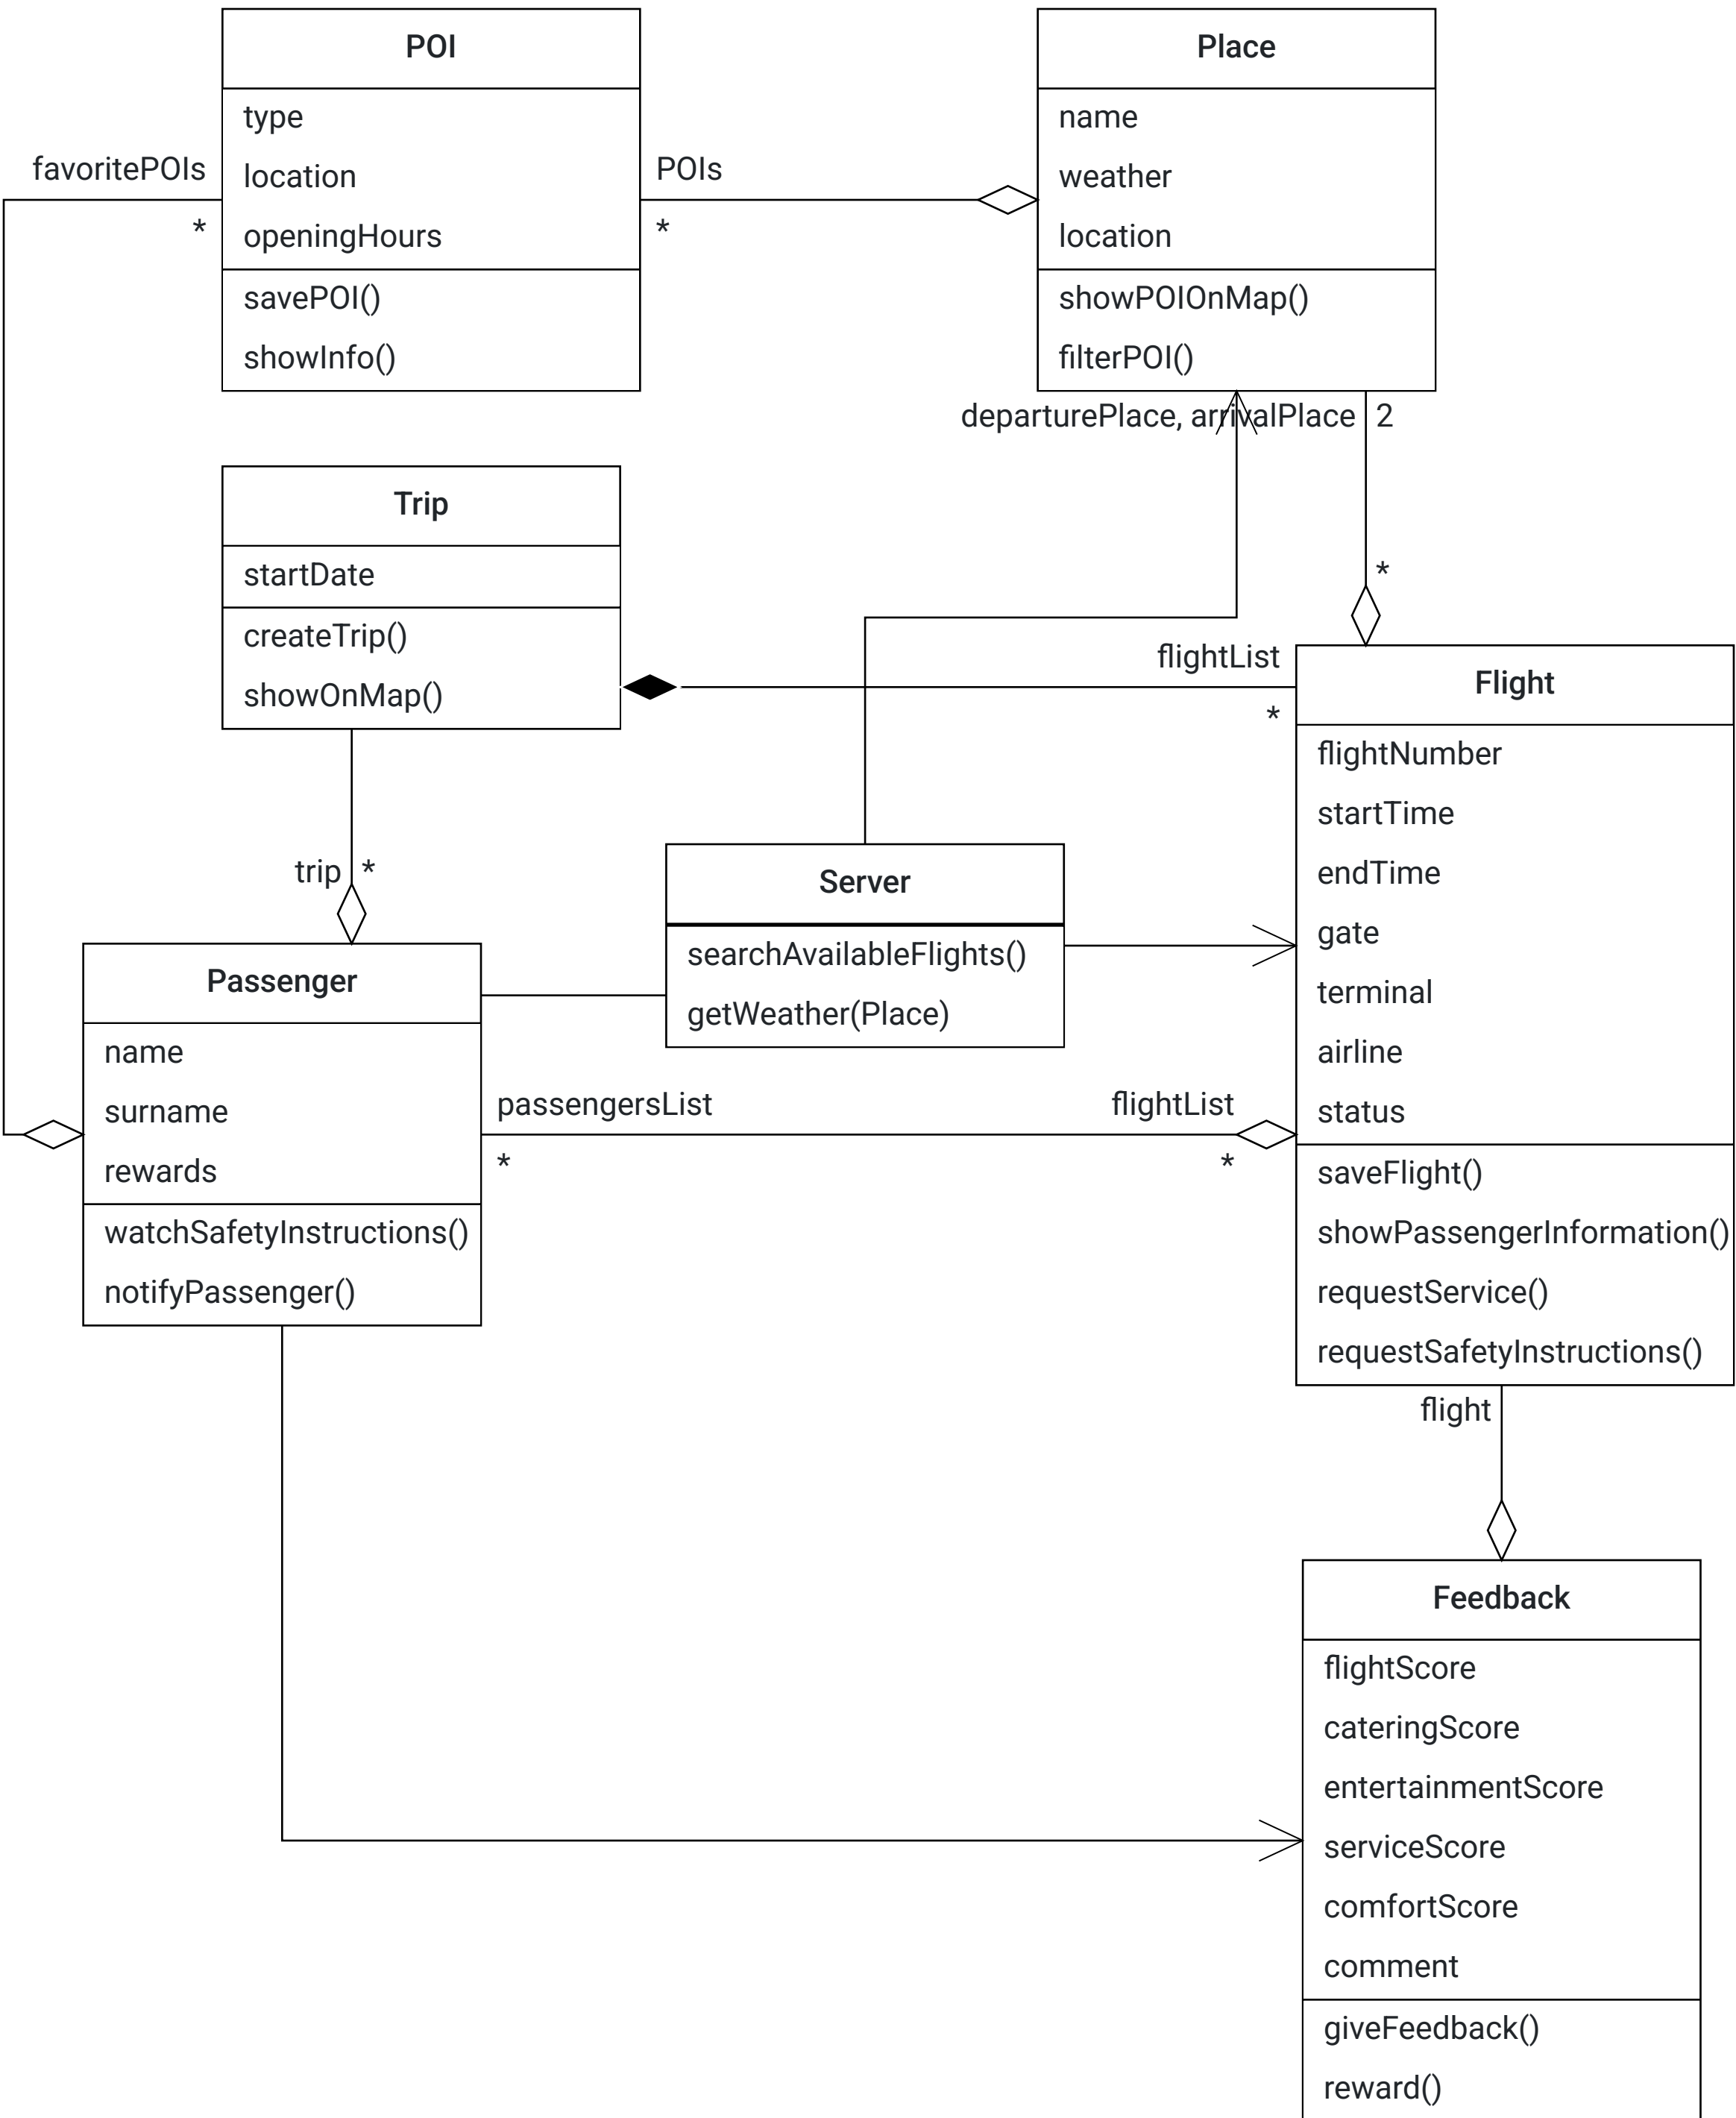 POI
type
location
openingHours
savePOI()
showInfo()
favoritePOIs
*
POIs
*
Place
name
weather
location
showPOIOnMap()
filterPOI()
departurePlace, arrivalPlace
2
*
Trip
startDate
createTrip()
showOnMap()
trip
*
flightList
*
Flight
flightNumber
startTime
endTime
gate
terminal
airline
status
saveFlight()
showPassengerInformation()
requestService()
requestSafetyInstructions()
Server
searchAvailableFlights()
getWeather(Place)
Passenger
name
surname
rewards
watchSafetyInstructions()
notifyPassenger()
passengersList
*
flightList
*
flight
Feedback
flightScore
cateringScore
entertainmentScore
serviceScore
comfortScore
comment
giveFeedback()
reward()